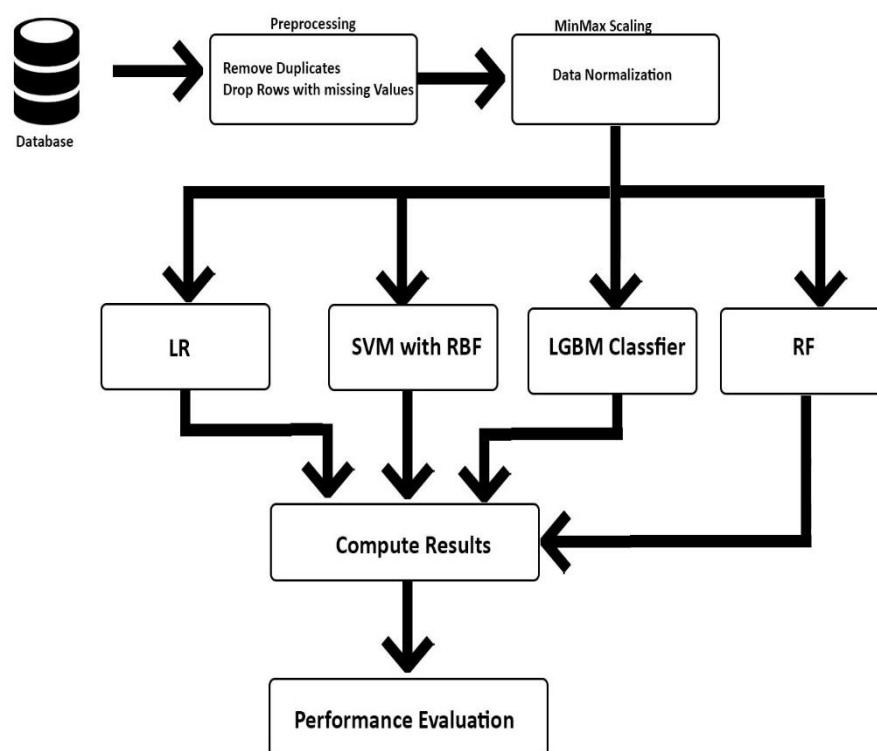 Preprocessing
MinMax Scaling
Remove Duplicates
Drop Rows with missing Values
Data Normalization
Database
LR
SVM with RBF
LGBM Classfier
RF
Compute Results
Performance Evaluation